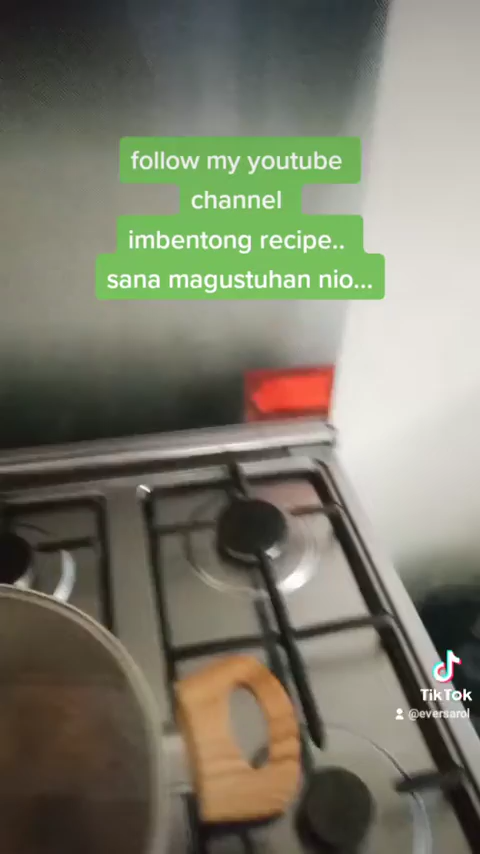 follow my youtube
channel
imbentong recipe..
sana magustuhan nio...
TikTok
@eversarol